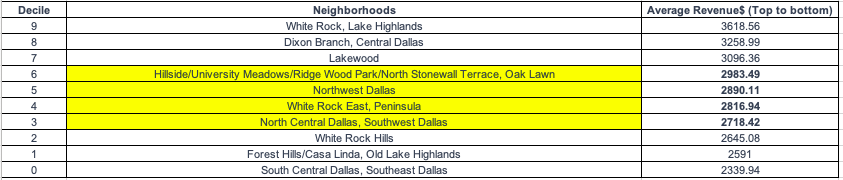 Decile Neighborhoods Average Revenue$ (Top to bottom)
9 White Rock, Lake Highlands 3618.56
8 Dixon Branch, Central Dallas 3258.99
7 Lakewood 3096.36
6 Hillside/University Meadows/Ridge Wood Park/North Stonewall Terrace, Oak Lawn 2983.49
5 Northwest Dallas 2890.11
4 White Rock East, Peninsula 2816.94
3 North Central Dallas, Southwest Dallas 2718.42
2 White Rock Hills 2645.08
1 Forest Hills/Casa Linda, Old Lake Highlands 2591
0 South Central Dallas, Southeast Dallas 2339.94